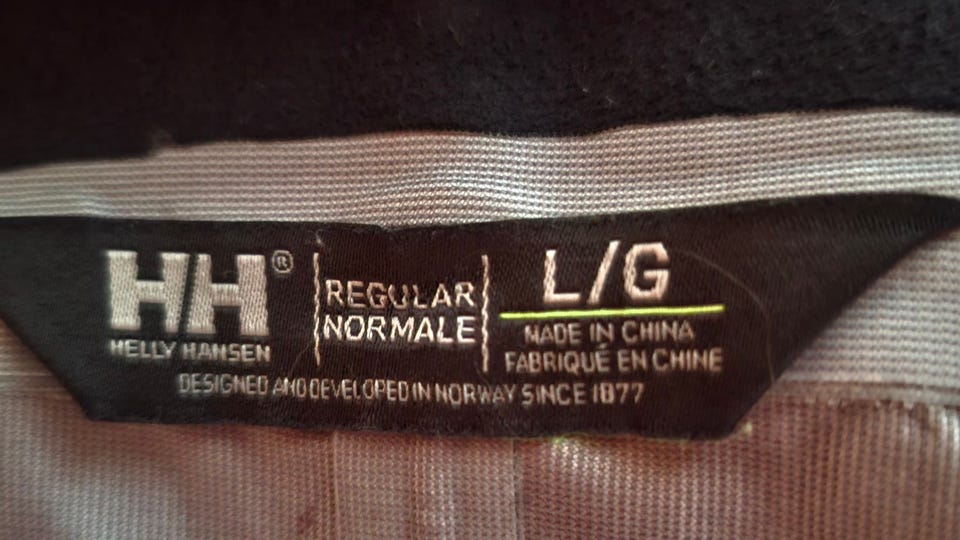 HH®
HELLY HANSEN
REGULAR
NORMALE
L/G
MADE IN CHINA
FABRIQUÉ EN CHINE
DESIGNED AND DEVELOPED IN NORWAY SINCE 1877